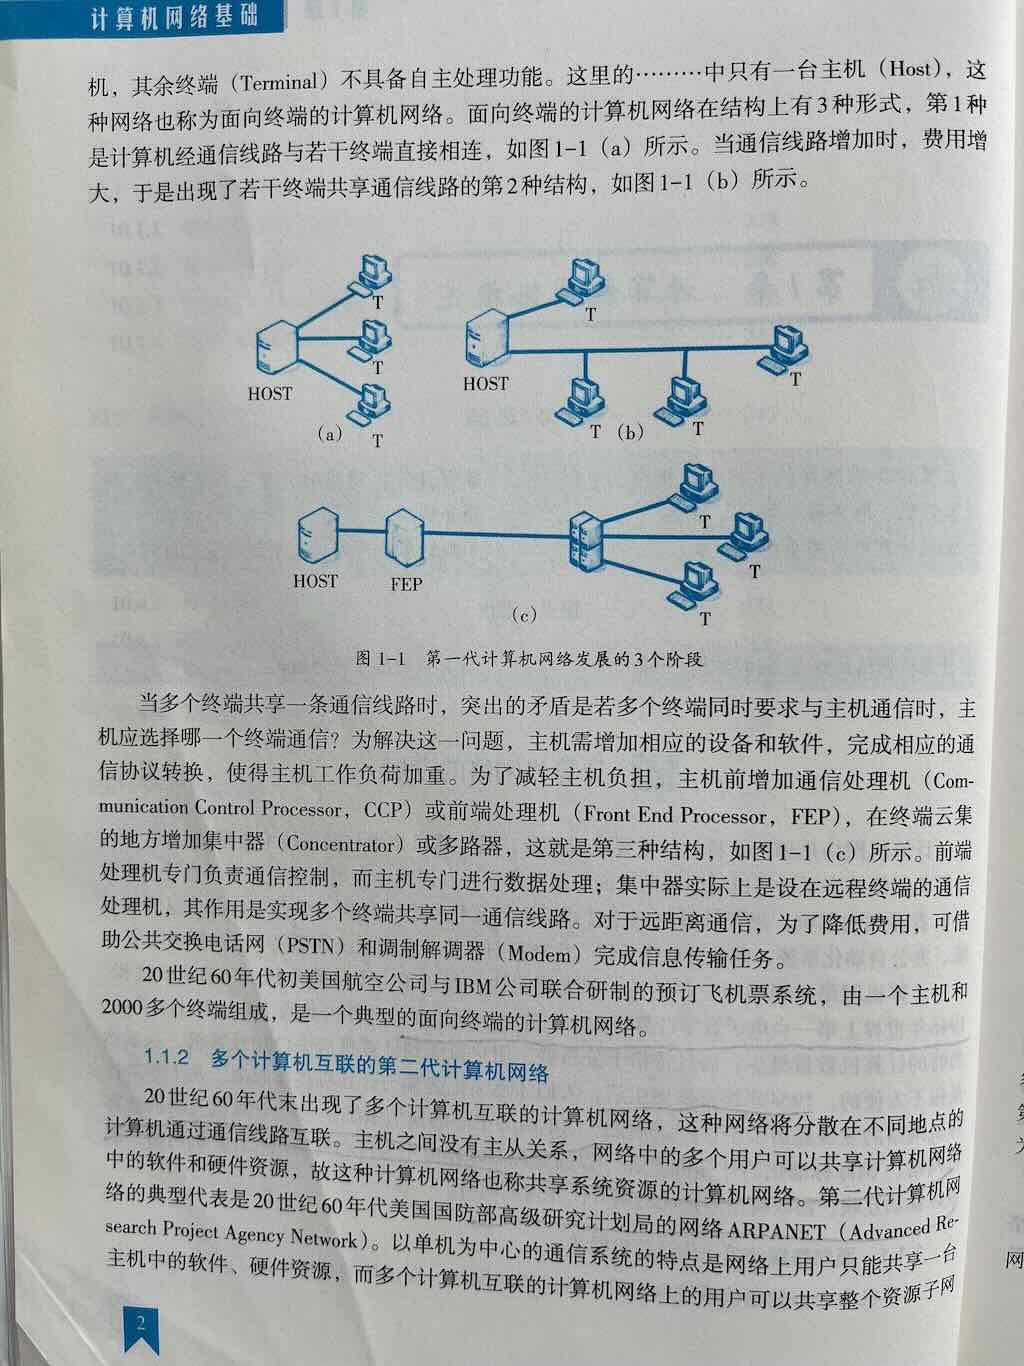 计算机网络基础
机，其余终端（Terminal）不具备自主处理功能。这里的………中只有一台主机（Host），这
种网络也称为面向终端的计算机网络。面向终端的计算机网络在结构上有3种形式，第1种
是计算机经通信线路与若干终端直接相连，如图1-1（a）所示。当通信线路增加时，费用增
大，于是出现了若干终端共享通信线路的第2种结构，如图1-1（b）所示。
HOST
T
T
T
（a）
HOST
T
T
T
T
（b）
HOST
FEP
T
T
T
（c）
图 1-1 第一代计算机网络发展的3个阶段
当多个终端共享一条通信线路时，突出的矛盾是若多个终端同时要求与主机通信时，主
机应选择哪一个终端通信？为解决这一问题，主机需增加相应的设备和软件，完成相应的通
信协议转换，使得主机工作负荷加重。为了减轻主机负担，主机前增加通信处理机（Com-
munication Control Processor，CCP）或前端处理机（Front End Processor，FEP），在终端云集
的地方增加集中器（Concentrator）或多路器，这就是第三种结构，如图1-1（c）所示。前端
处理机专门负责通信控制，而主机专门进行数据处理；集中器实际上是设在远程终端的通信
处理机，其作用是实现多个终端共享同一通信线路。对于远距离通信，为了降低费用，可借
助公共交换电话网（PSTN）和调制解调器（Modem）完成信息传输任务。
20世纪60年代初美国航空公司与IBM公司联合研制的预订飞机票系统，由一个主机和
2000多个终端组成，是一个典型的面向终端的计算机网络。
1.1.2 多个计算机互联的第二代计算机网络
20世纪60年代末出现了多个计算机互联的计算机网络，这种网络将分散在不同地点的
计算机通过通信线路互联。主机之间没有主从关系，网络中的多个用户可以共享计算机网络
中的软件和硬件资源，故这种计算机网络也称共享系统资源的计算机网络。第二代计算机网
络的典型代表是20世纪60年代美国国防部高级研究计划局的网络ARPANET（Advanced Re-
search Project Agency Network）。以单机为中心的通信系统的特点是网络上用户只能共享一台
主机中的软件、硬件资源，而多个计算机互联的计算机网络上的用户可以共享整个资源子网
2